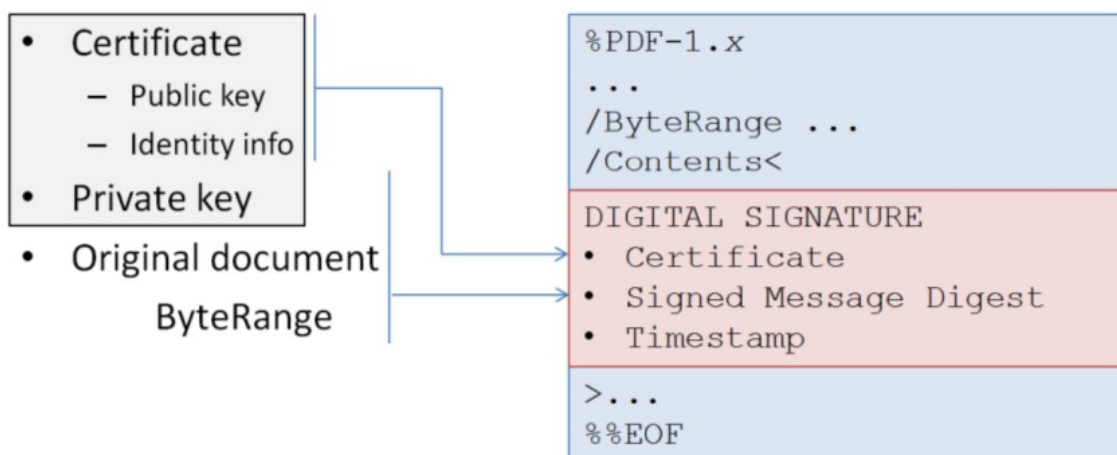 • Certificate
– Public key
– Identity info
• Private key
• Original document
ByteRange
%PDF-1.x
...
/ByteRange ...
/Contents<
DIGITAL SIGNATURE
• Certificate
• Signed Message Digest
• Timestamp
>...
%%EOF